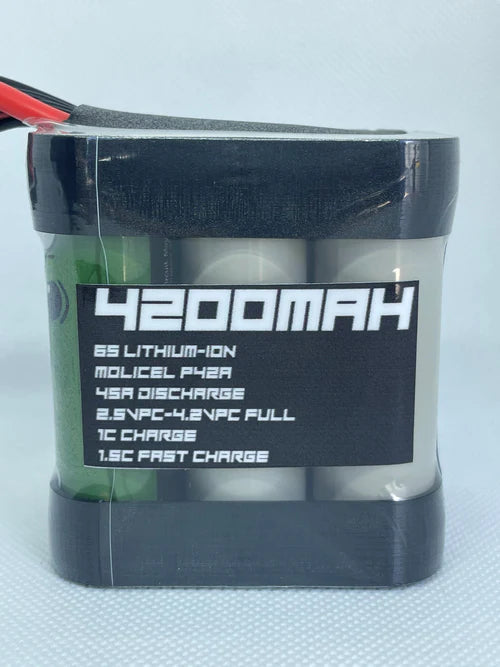 4200MAH
6S LITHIUM-ION
MOLICEL P42A
45A DISCHARGE
2.5VPC-4.2VPC FULL
1C CHARGE
1.5C FAST CHARGE